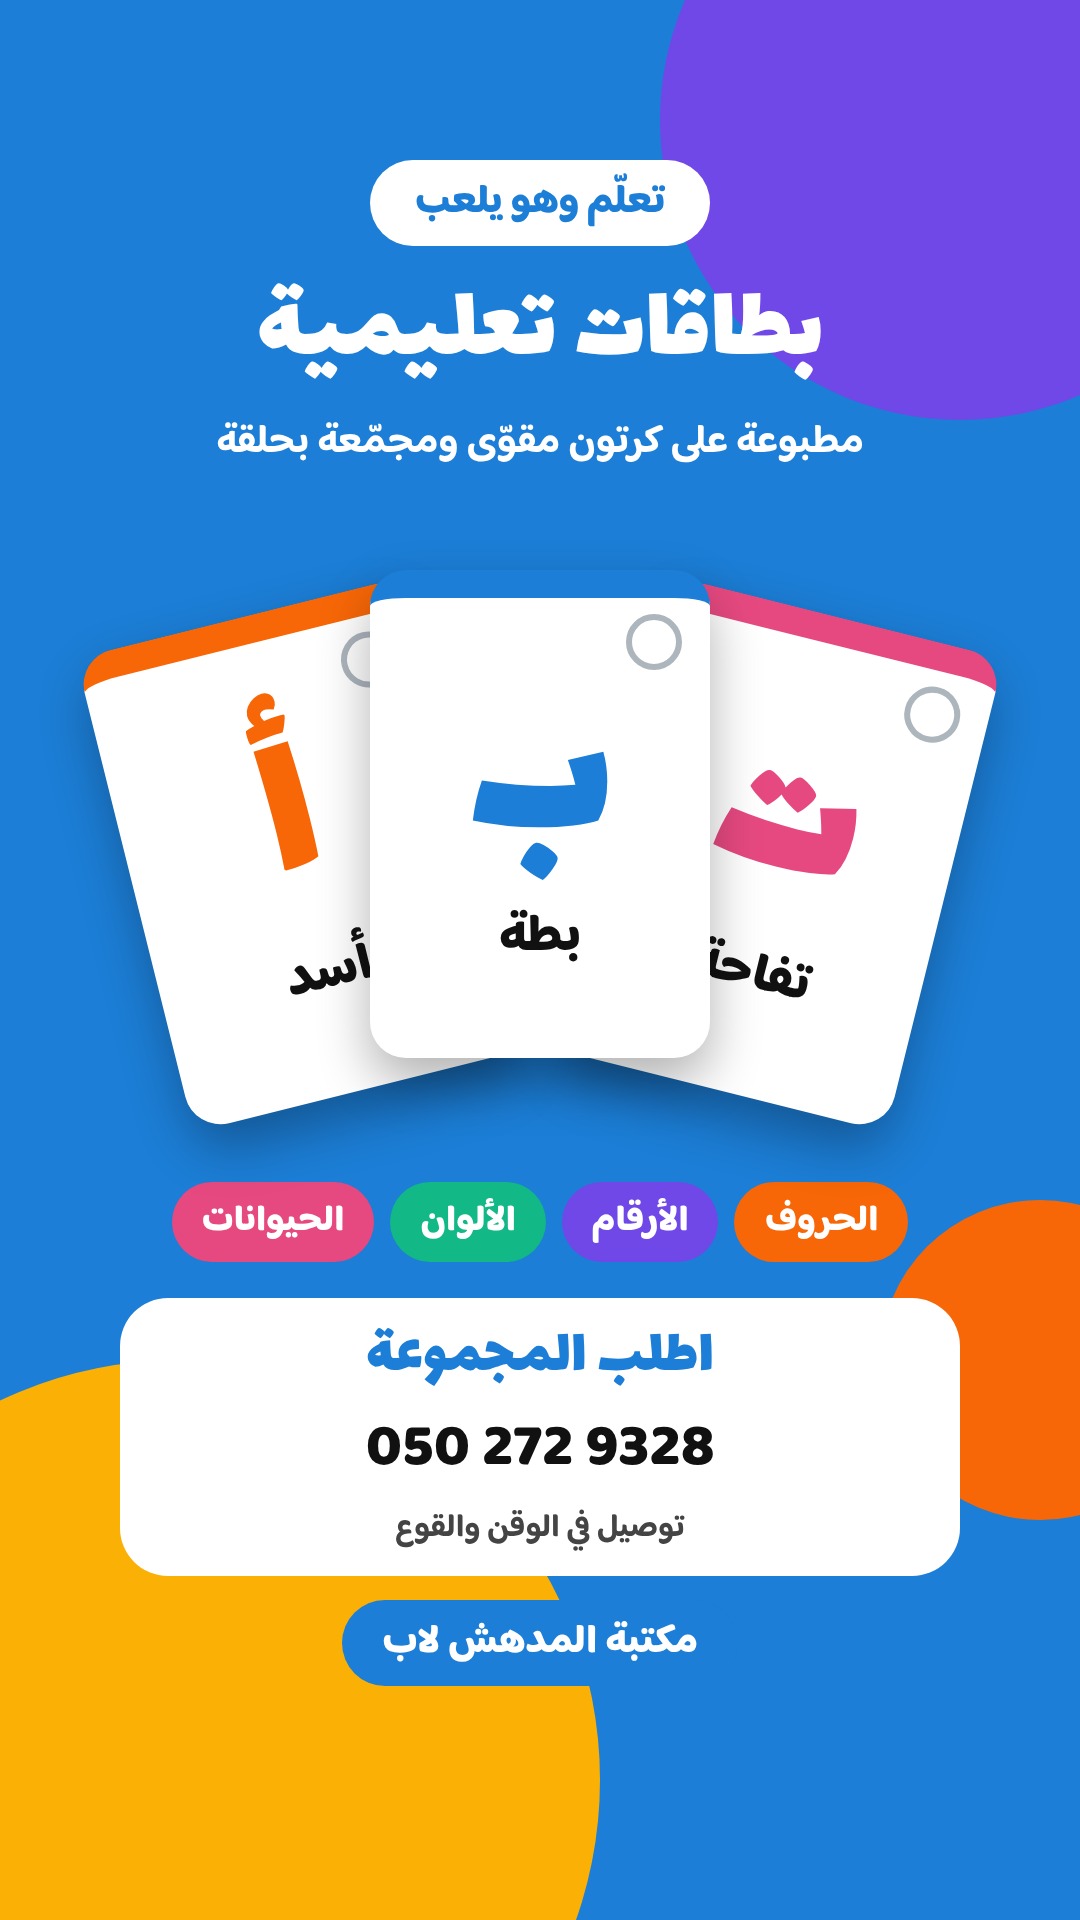 تعلّم وهو يلعب
بطاقات تعليمية
مطبوعة على كرتون مقوّى ومجمّعة بحلقة
ت
تفاحة
ب
بطة
أ
أسد
الحروف
الأرقام
الألوان
الحيوانات
اطلب المجموعة
050 272 9328
توصيل في الوقن والقوع
مكتبة المدهش لاب